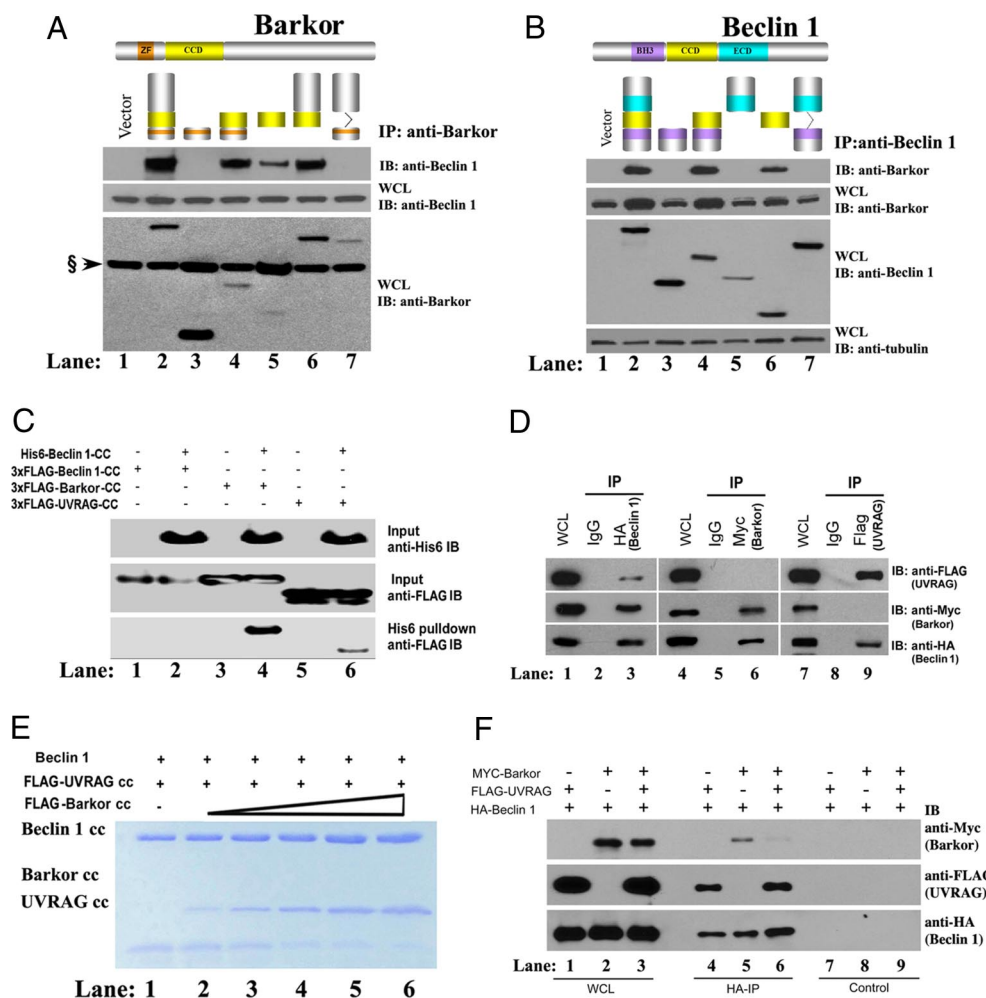 A
Barkor
ZF
CCD
Vector
IP: anti-Barkor
IB: anti-Beclin 1
WCL
IB: anti-Beclin 1
§
WCL
IB: anti-Barkor
Lane: 1 2 3 4 5 6 7
B
Beclin 1
BH3
CCD
ECD
Vector
IP:anti-Beclin 1
IB: anti-Barkor
WCL
IB: anti-Barkor
WCL
IB: anti-Beclin 1
WCL
IB: anti-tubulin
Lane: 1 2 3 4 5 6 7
C
His6-Beclin 1-CC - + - + - +
3xFLAG-Beclin 1-CC + + - - - -
3xFLAG-Barkor-CC - - + + - -
3xFLAG-UVRAG-CC - - - - + +
Input
anti-His6 IB
Input
anti-FLAG IB
His6 pulldown
anti-FLAG IB
Lane: 1 2 3 4 5 6
D
IP
IP
IP
WCL
IgG
HA
(Beclin 1)
WCL
IgG
Myc
(Barkor)
WCL
IgG
Flag
(UVRAG)
IB: anti-FLAG
(UVRAG)
IB: anti-Myc
(Barkor)
IB: anti-HA
(Beclin 1)
Lane: 1 2 3 4 5 6 7 8 9
E
Beclin 1 + + + + + +
FLAG-UVRAG cc + + + + + +
FLAG-Barkor cc -
Beclin 1 cc
Barkor cc
UVRAG cc
Lane: 1 2 3 4 5 6
F
MYC-Barkor - + + - + + - + +
FLAG-UVRAG + - + + - + + - +
HA-Beclin 1 + + + + + + + + +
IB
anti-Myc
(Barkor)
anti-FLAG
(UVRAG)
anti-HA
(Beclin 1)
Lane: 1 2 3 4 5 6 7 8 9
WCL
HA-IP
Control